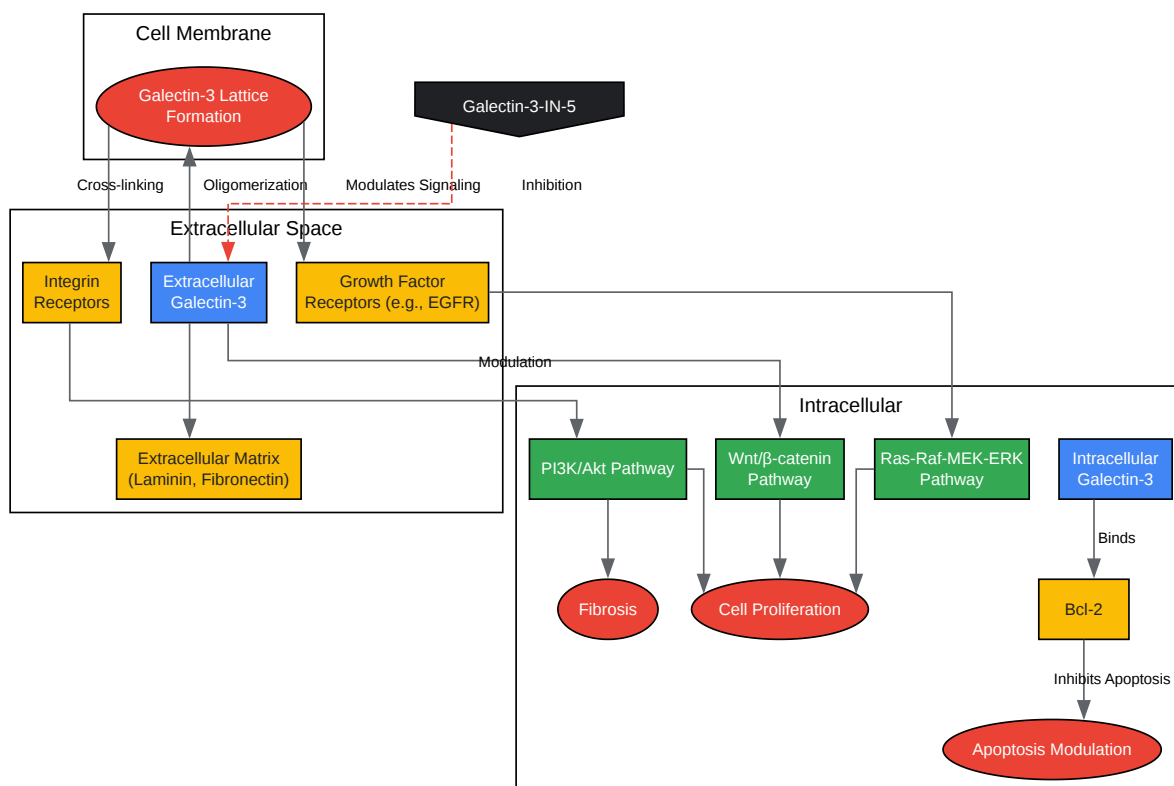 Cell Membrane
Galectin-3 Lattice
Formation
Galectin-3-IN-5
Cross-linking
Oligomerization
Modulates Signaling
Inhibition
Extracellular Space
Integrin
Receptors
Extracellular
Galectin-3
Growth Factor
Receptors (e.g., EGFR)
Modulation
Intracellular
Extracellular Matrix
(Laminin, Fibronectin)
PI3K/Akt Pathway
Wnt/β-catenin
Pathway
Ras-Raf-MEK-ERK
Pathway
Intracellular
Galectin-3
Binds
Fibrosis
Cell Proliferation
Bcl-2
Inhibits Apoptosis
Apoptosis Modulation